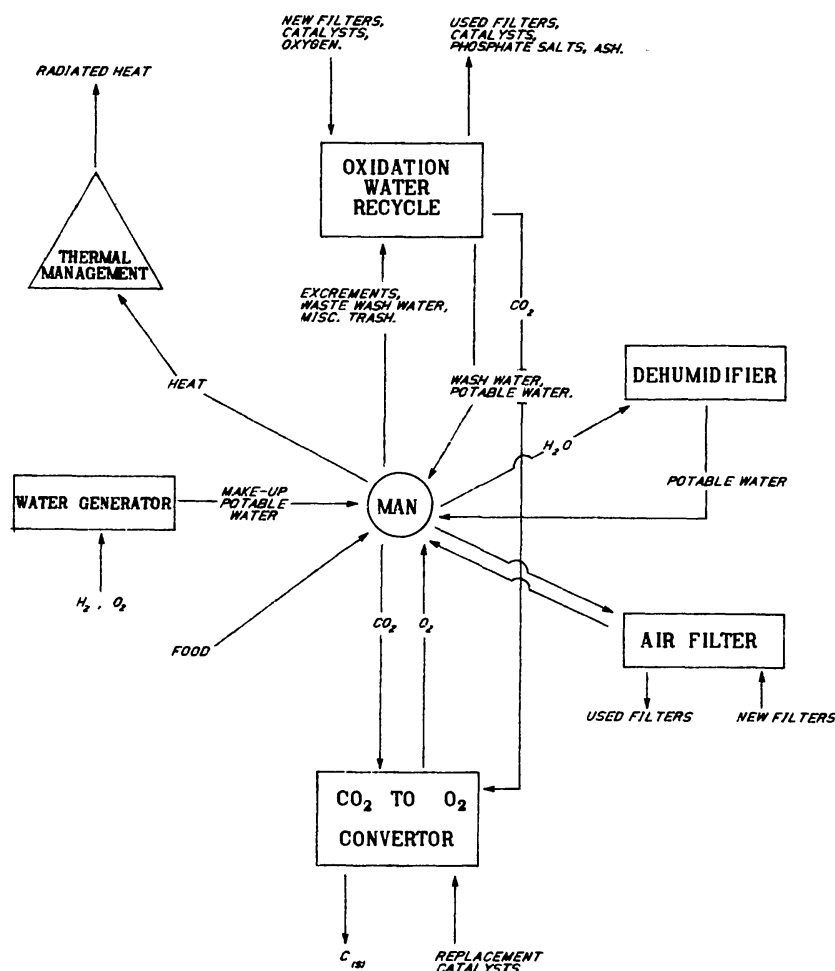 NEW FILTERS,
CATALYSTS,
OXYGEN.
USED FILTERS,
CATALYSTS,
PHOSPHATE SALTS, ASH.
RADIATED HEAT
OXIDATION
WATER
RECYCLE
THERMAL
MANAGEMENT
EXCREMENTS,
WASTE WASH WATER,
MISC. TRASH.
CO₂
HEAT
WASH WATER,
POTABLE WATER.
DEHUMIDIFIER
H₂O
POTABLE WATER
WATER GENERATOR
MAKE-UP
POTABLE
WATER
MAN
H₂, O₂
FOOD
CO₂
O₂
AIR FILTER
USED FILTERS
NEW FILTERS
CO₂ TO O₂
CONVERTOR
C(S)
REPLACEMENT
CATALYSTS